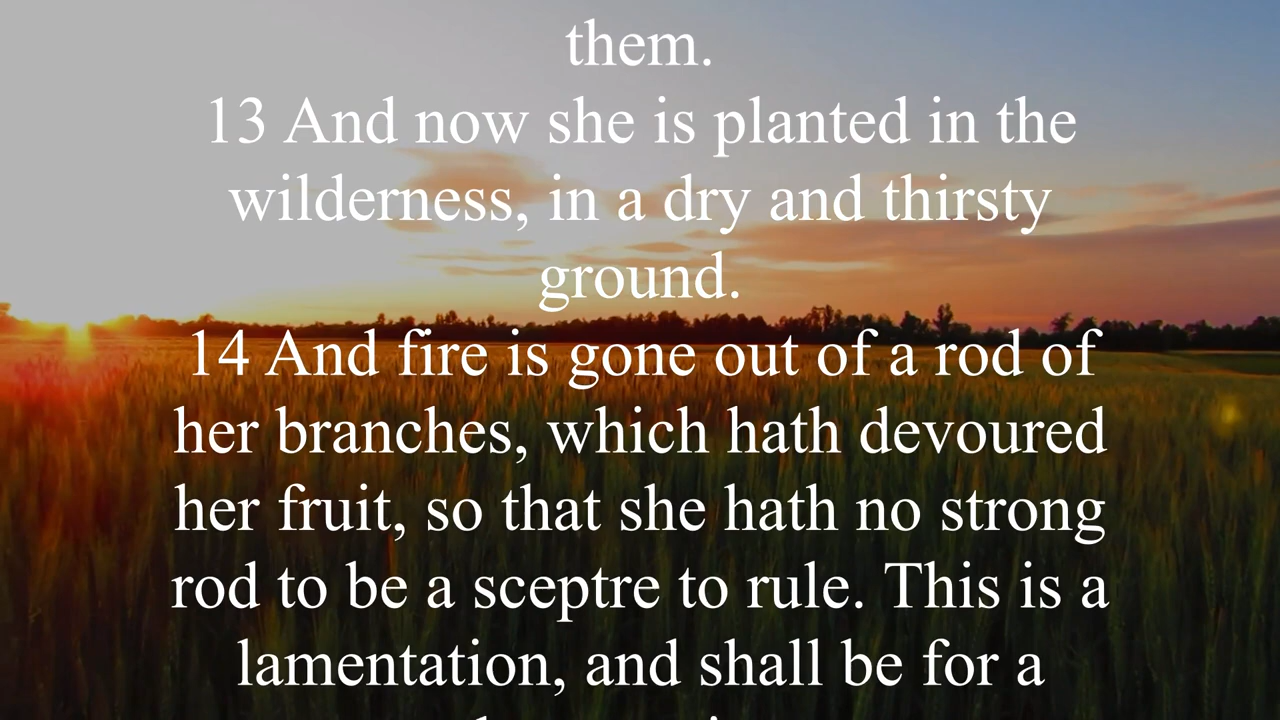 them.
13 And now she is planted in the
wilderness, in a dry and thirsty
ground.
14 And fire is gone out of a rod of
her branches, which hath devoured
her fruit, so that she hath no strong
rod to be a sceptre to rule. This is a
lamentation, and shall be for a